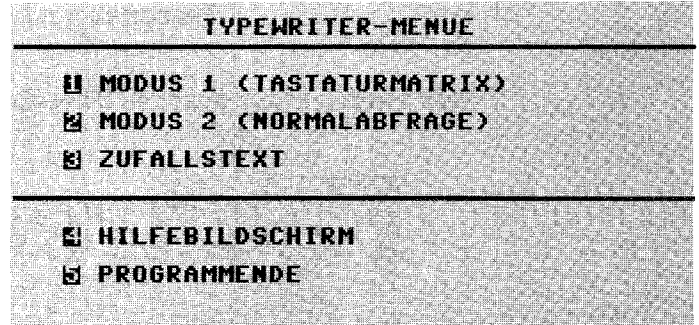 TYPEWRITER-MENUE
1 MODUS 1 (TASTATURMATRIX)
2 MODUS 2 (NORMALABFRAGE)
3 ZUFALLSTEXT
4 HILFEBILDSCHIRM
5 PROGRAMMENDE